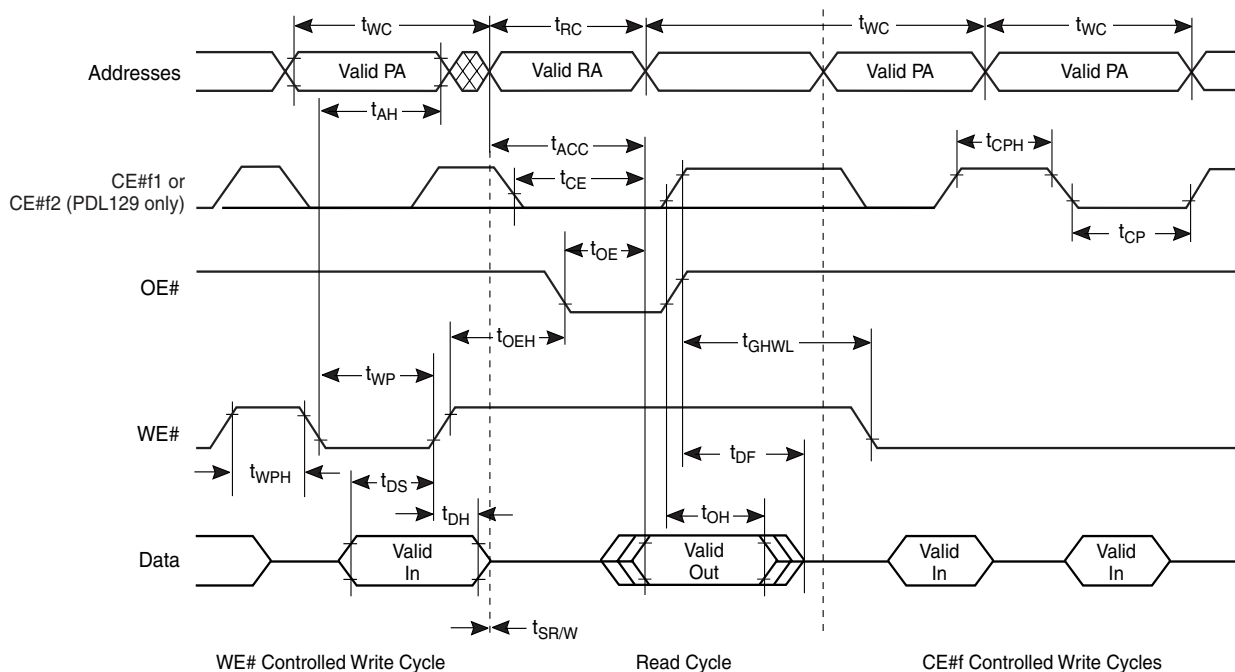 tWC
tRC
tWC
tWC
Addresses
Valid PA
Valid RA
Valid PA
Valid PA
tAH
tACC
tCPH
CE#f1 or
CE#f2 (PDL129 only)
tCE
tCP
tOE
OE#
tOEH
tGHWL
tWP
WE#
tWPH
tDF
tDS
tDH
tOH
Data
Valid
In
Valid
Out
Valid
In
Valid
In
tSR/W
WE# Controlled Write Cycle
Read Cycle
CE#f Controlled Write Cycles